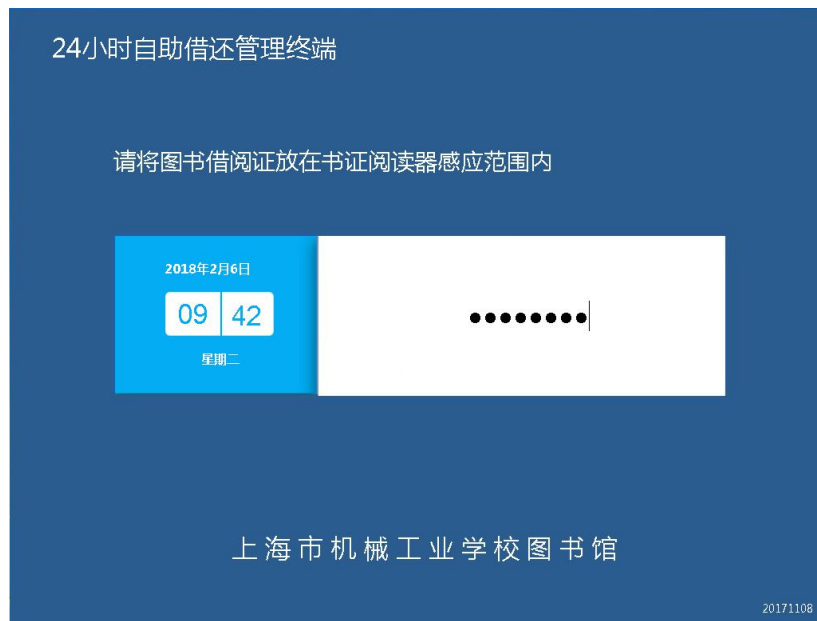 24小时自助借还管理终端
请将图书借阅证放在书证阅读器感应范围内
2018年2月6日
09 42
星期二
●●●●●●●●
上海市机械工业学校图书馆
20171108